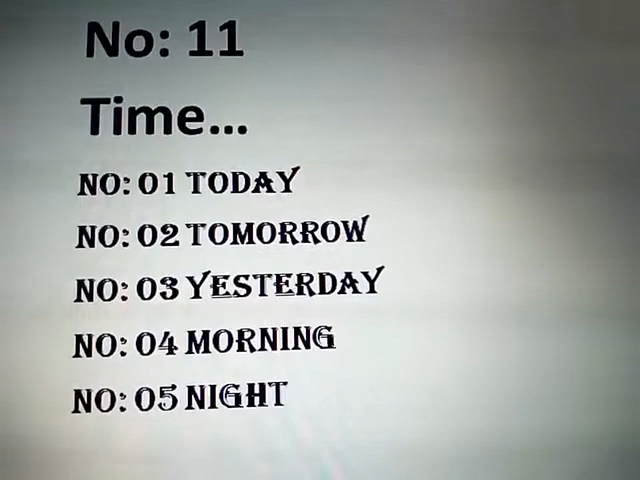 No: 11
Time...
NO: 01 TODAY
NO: 02 TOMORROW
NO: 03 YESTERDAY
NO: 04 MORNING
NO: 05 NIGHT